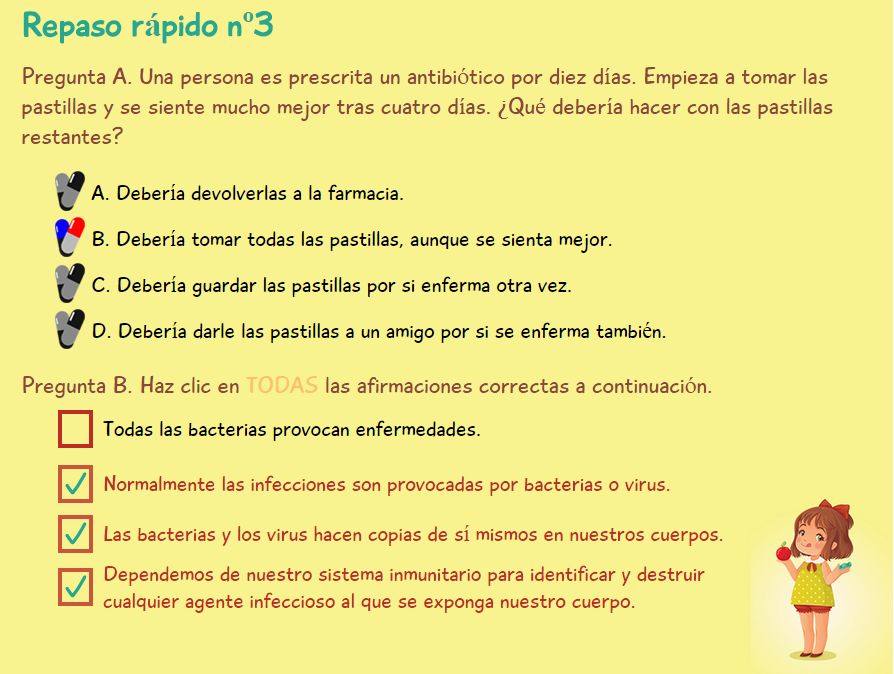 Repaso rápido nº3
Pregunta A. Una persona es prescrita un antibiótico por diez días. Empieza a tomar las
pastillas y se siente mucho mejor tras cuatro días. ¿Qué debería hacer con las pastillas
restantes?
A. Debería devolverlas a la farmacia.
B. Debería tomar todas las pastillas, aunque se sienta mejor.
C. Debería guardar las pastillas por si enferma otra vez.
D. Debería darle las pastillas a un amigo por si se enferma también.
Pregunta B. Haz clic en TODAS las afirmaciones correctas a continuación.
Todas las bacterias provocan enfermedades.
Normalmente las infecciones son provocadas por bacterias o virus.
Las bacterias y los virus hacen copias de sí mismos en nuestros cuerpos.
Dependemos de nuestro sistema inmunitario para identificar y destruir
cualquier agente infeccioso al que se exponga nuestro cuerpo.